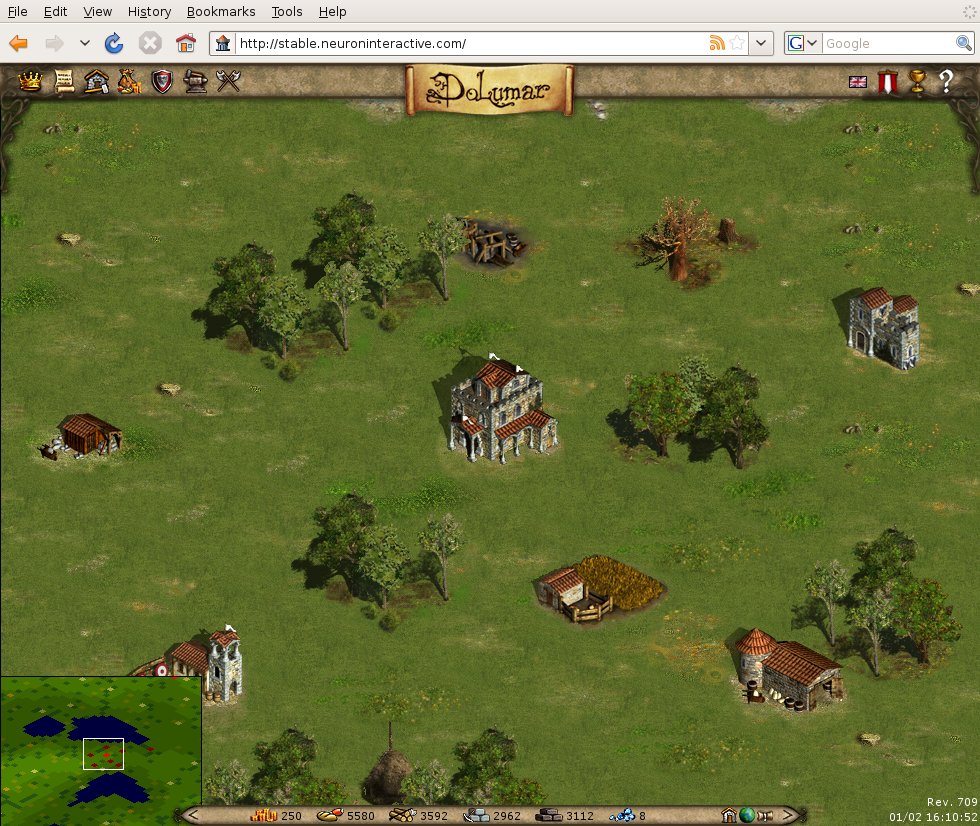 File Edit View History Bookmarks Tools Help
http://stable.neuroninteractive.com/
G Google
DoLumar
Rev. 709
250 5580 3592 2962 3112 8
01/02 16:10:52